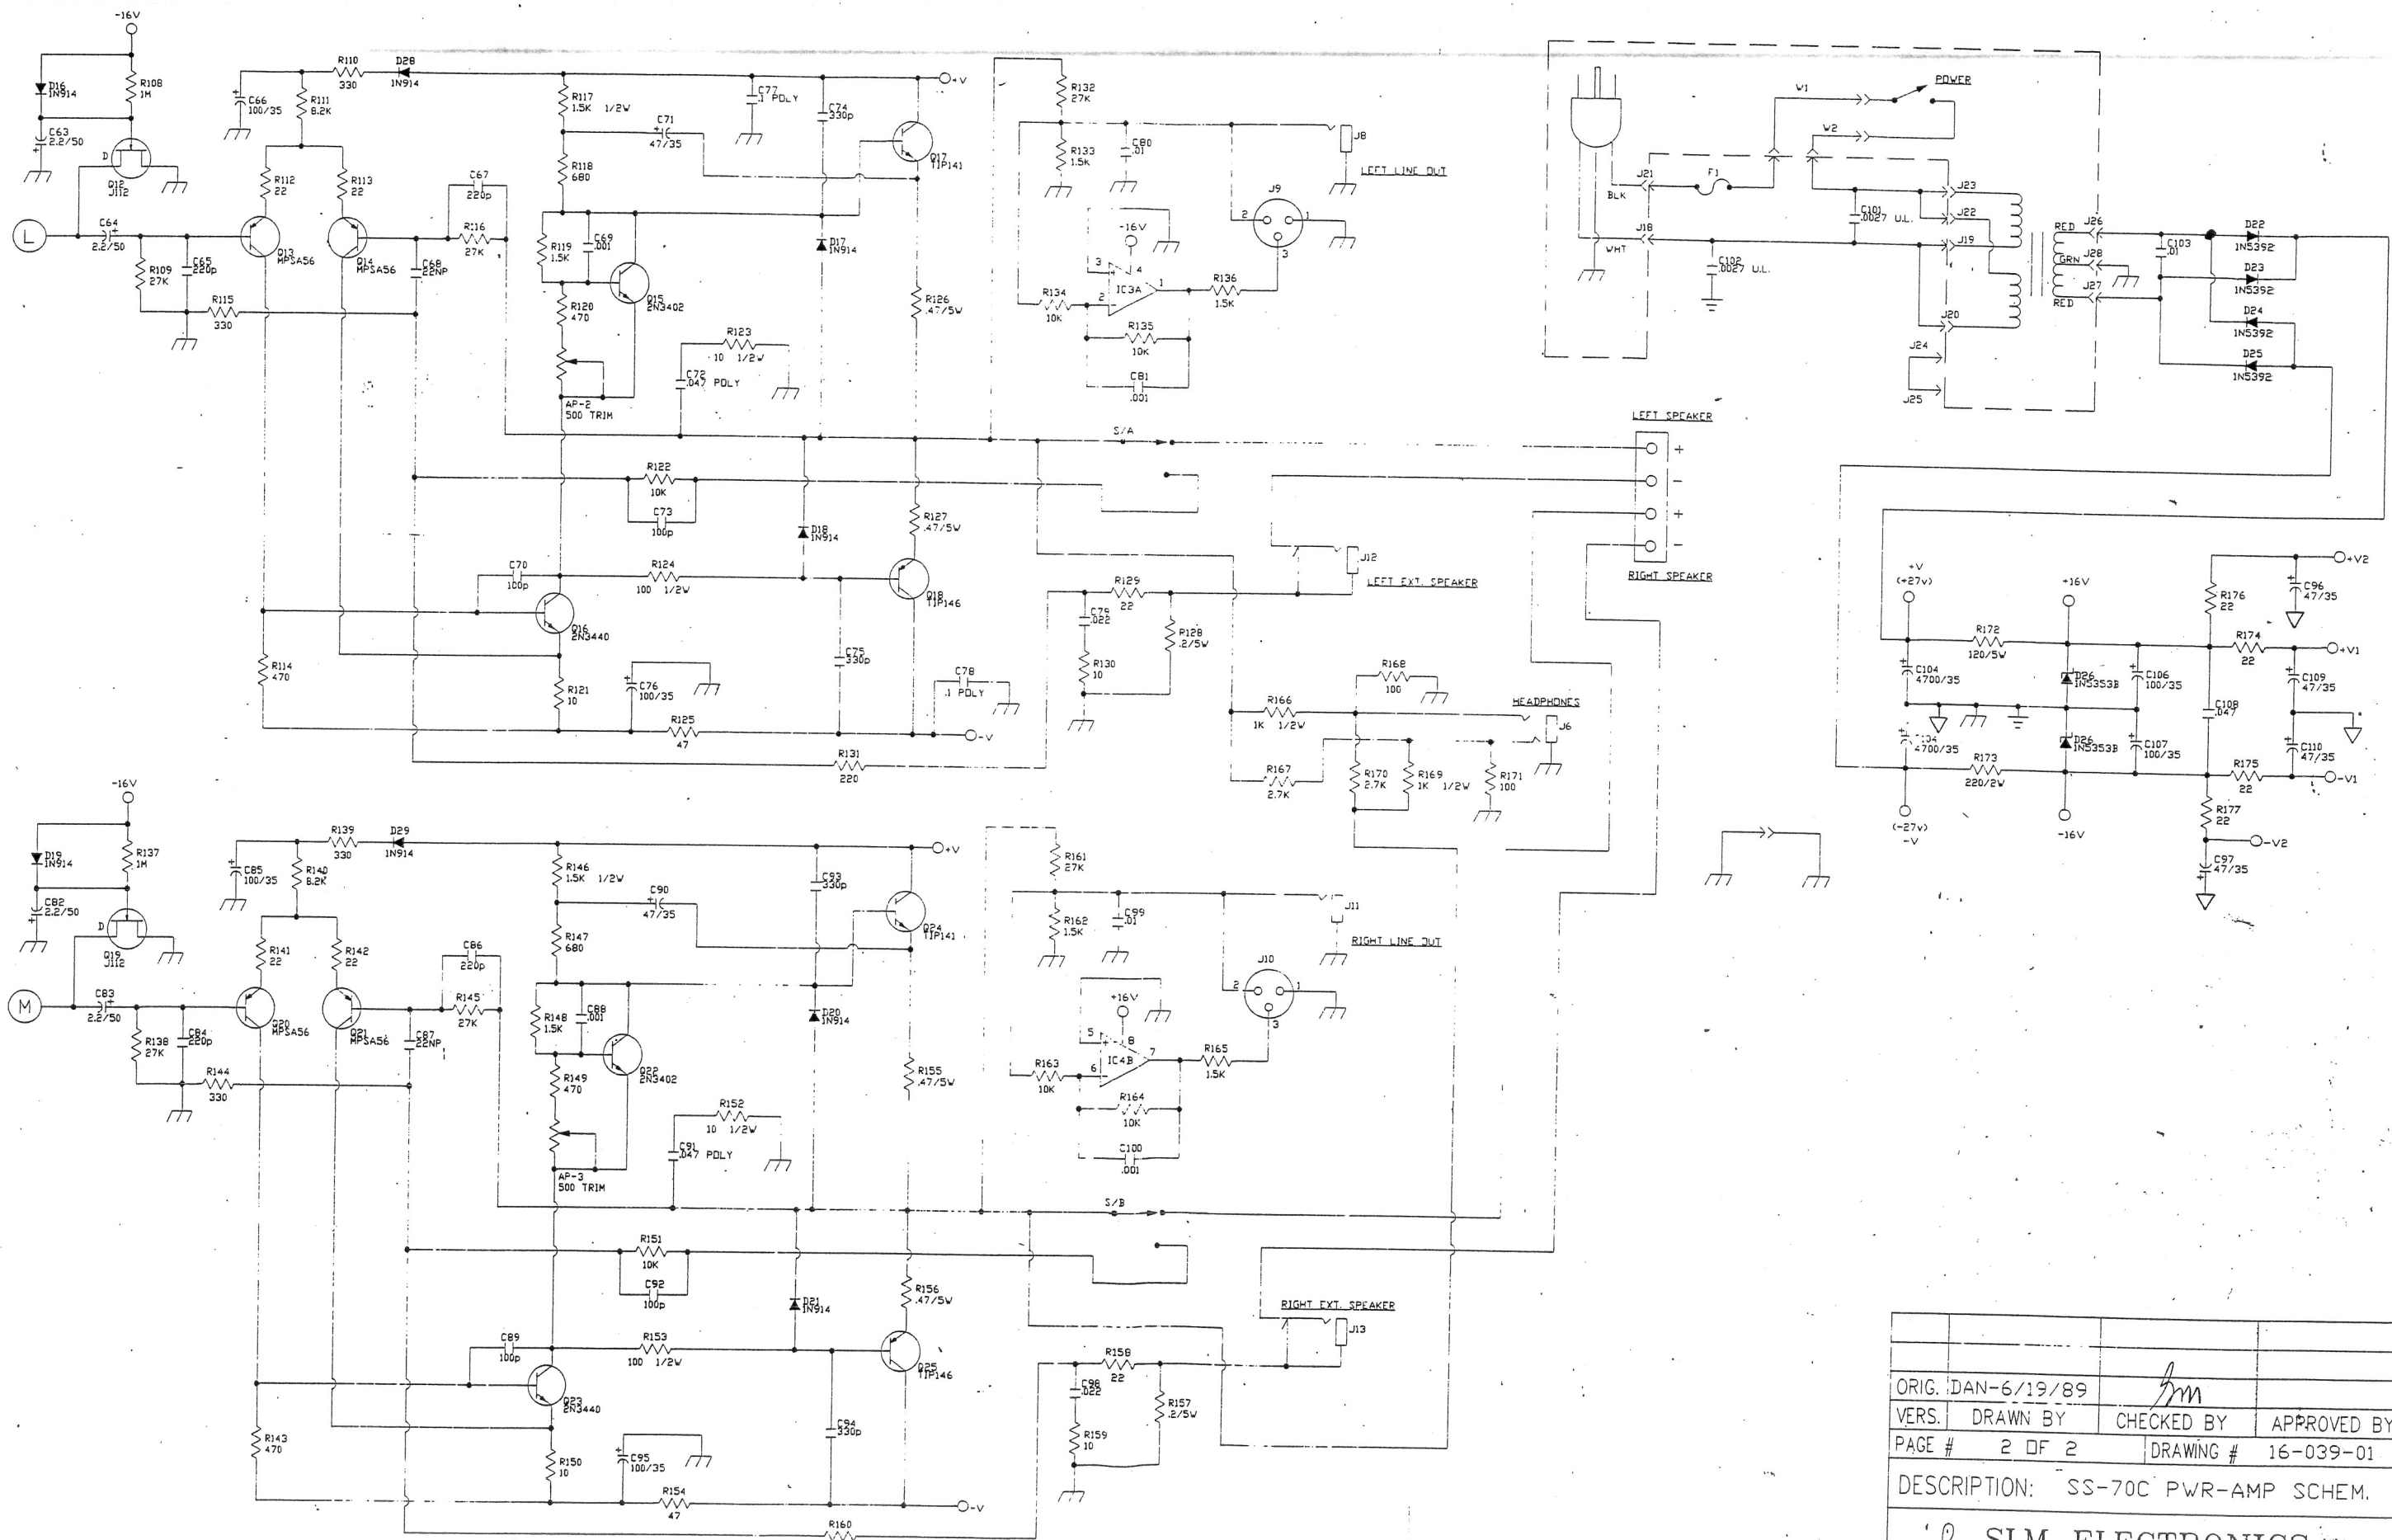 -16V
D16
1N914
R108
1M
C63
2.2/50
D
Q12
J112
L
C64
2.2/50
R109
27K
C65
220p
R115
330
C66
100/35
R110
330
D28
1N914
R111
8.2K
R112
22
R113
22
Q13
MPSA56
Q14
MPSA56
C67
220p
R116
27K
C68
22NP
R117
1.5K 1/2W
C71
47/35
R118
680
R119
1.5K
C69
.001
R120
470
Q15
2N3402
AP-2
500 TRIM
R123
10 1/2W
C72
.047 POLY
C77
.1 POLY
C74
330p
+V
Q17
TIP141
D17
1N914
R126
.47/5W
R122
10K
C73
100p
D18
1N914
R127
.47/5W
C70
100p
R124
100 1/2W
Q16
2N3440
Q18
TIP146
R114
470
R121
10
C76
100/35
R125
47
C75
330p
C78
.1 POLY
-V
R131
220
R132
27K
R133
1.5K
C80
.01
J8
LEFT LINE OUT
J9
2
1
3
-16V
3
4
2
IC3A
1
R134
10K
R135
10K
C81
.001
R136
1.5K
S/A
LEFT SPEAKER
+
-
+
-
RIGHT SPEAKER
J12
LEFT EXT. SPEAKER
R129
22
C79
.022
R128
.2/5W
R130
10
R168
100
R166
1K 1/2W
HEADPHONES
J6
R167
2.7K
R170
2.7K
R169
1K 1/2W
R171
100
POWER
W1
W2
J21
BLK
F1
J18
WHT
C101
.0027 U.L.
C102
.0027 U.L.
J23
J22
J19
J20
J24
J25
RED
J26
GRN
J28
J27
RED
C103
.01
D22
1N5392
D23
1N5392
D24
1N5392
D25
1N5392
+V
(+27v)
+16V
R172
120/5W
C104
4700/35
D26
1N5353B
C106
100/35
R176
22
C96
47/35
+V2
R174
22
+V1
C109
47/35
C108
.047
4700/35
D26
1N5353B
C107
100/35
C110
47/35
R173
220/2W
R175
22
-V1
R177
22
-V2
C97
47/35
(-27v)
-V
-16V
-16V
D19
1N914
R137
1M
C82
2.2/50
D
Q19
J112
M
C83
2.2/50
R138
27K
C84
220p
R144
330
C85
100/35
R139
330
D29
1N914
R140
8.2K
R141
22
R142
22
Q20
MPSA56
Q21
MPSA56
C86
220p
R145
27K
C87
22NP
R146
1.5K 1/2W
C90
47/35
R147
680
R148
1.5K
C88
.001
R149
470
Q22
2N3402
AP-3
500 TRIM
R152
10 1/2W
C91
.047 POLY
C93
330p
+V
Q24
TIP141
D20
1N914
R155
.47/5W
R151
10K
C92
100p
D21
1N914
R156
.47/5W
C89
100p
R153
100 1/2W
Q23
2N3440
Q25
TIP146
R143
470
R150
10
C95
100/35
R154
47
C94
330p
-V
R160
R161
27K
R162
1.5K
C99
.01
J11
RIGHT LINE OUT
J10
2
1
3
+16V
5
8
6
IC4B
7
R163
10K
R164
10K
C100
.001
R165
1.5K
S/B
RIGHT EXT. SPEAKER
J13
R158
22
C98
.022
R157
.2/5W
R159
10
ORIG. DAN-6/19/89
VERS. DRAWN BY CHECKED BY APPROVED BY
PAGE # 2 OF 2 DRAWING # 16-039-01
DESCRIPTION: SS-70C PWR-AMP SCHEM.
SLM ELECTRONICS